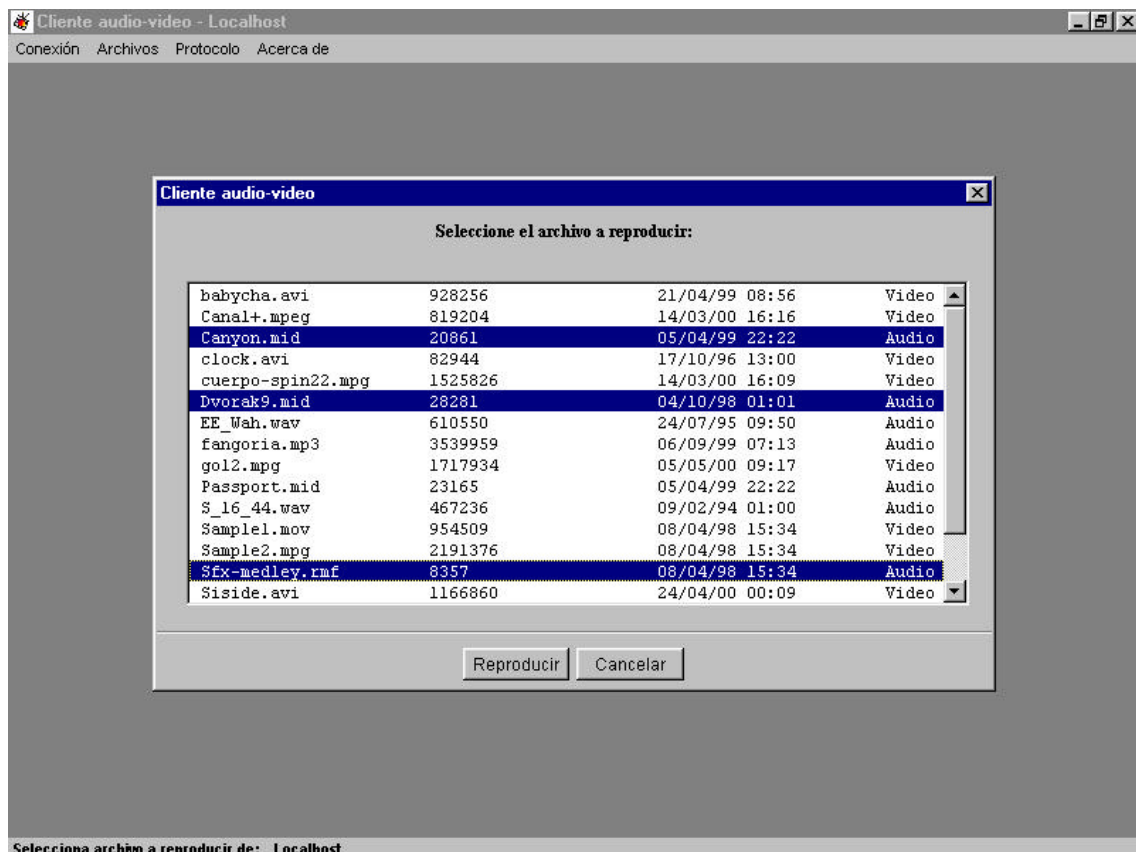 Cliente audio-video - Localhost
Conexión Archivos Protocolo Acerca de
Cliente audio-video
Seleccione el archivo a reproducir:
babycha.avi 928256 21/04/99 08:56 Video
Canal+.mpeg 819204 14/03/00 16:16 Video
Canyon.mid 20861 05/04/99 22:22 Audio
clock.avi 82944 17/10/96 13:00 Video
cuerpo-spin22.mpg 1525826 14/03/00 16:09 Video
Dvorak9.mid 28281 04/10/98 01:01 Audio
EE_Wah.wav 610550 24/07/95 09:50 Audio
fangoria.mp3 3539959 06/09/99 07:13 Audio
gol2.mpg 1717934 05/05/00 09:17 Video
Passport.mid 23165 05/04/99 22:22 Audio
S_16_44.wav 467236 09/02/94 01:00 Audio
Sample1.mov 954509 08/04/98 15:34 Video
Sample2.mpg 2191376 08/04/98 15:34 Video
Sfx-medley.rmf 8357 08/04/98 15:34 Audio
Siside.avi 1166860 24/04/00 00:09 Video
Reproducir Cancelar
Selecciona archivo a reproducir de: Localhost